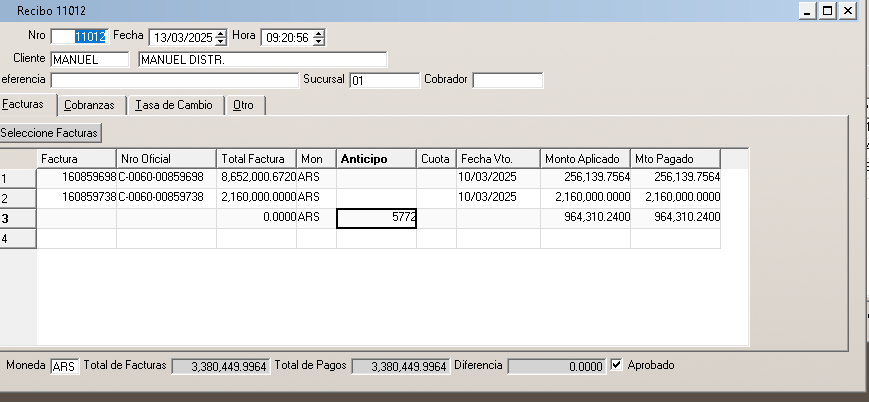 Recibo 11012
Nro 11012 Fecha 13/03/2025 Hora 09:20:56
Cliente MANUEL MANUEL DISTR.
eferencia Sucursal 01 Cobrador
Facturas Cobranzas Tasa de Cambio Otro
Seleccione Facturas
Factura Nro Oficial Total Factura Mon Anticipo Cuota Fecha Vto. Monto Aplicado Mto Pagado
1 160859698 C-0060-00859698 8,652,000.6720 ARS 10/03/2025 256,139.7564 256,139.7564
2 160859738 C-0060-00859738 2,160,000.0000 ARS 10/03/2025 2,160,000.0000 2,160,000.0000
3 0.0000 ARS 5772 964,310.2400 964,310.2400
4
Moneda ARS Total de Facturas 3,380,449.9964 Total de Pagos 3,380,449.9964 Diferencia 0.0000 Aprobado